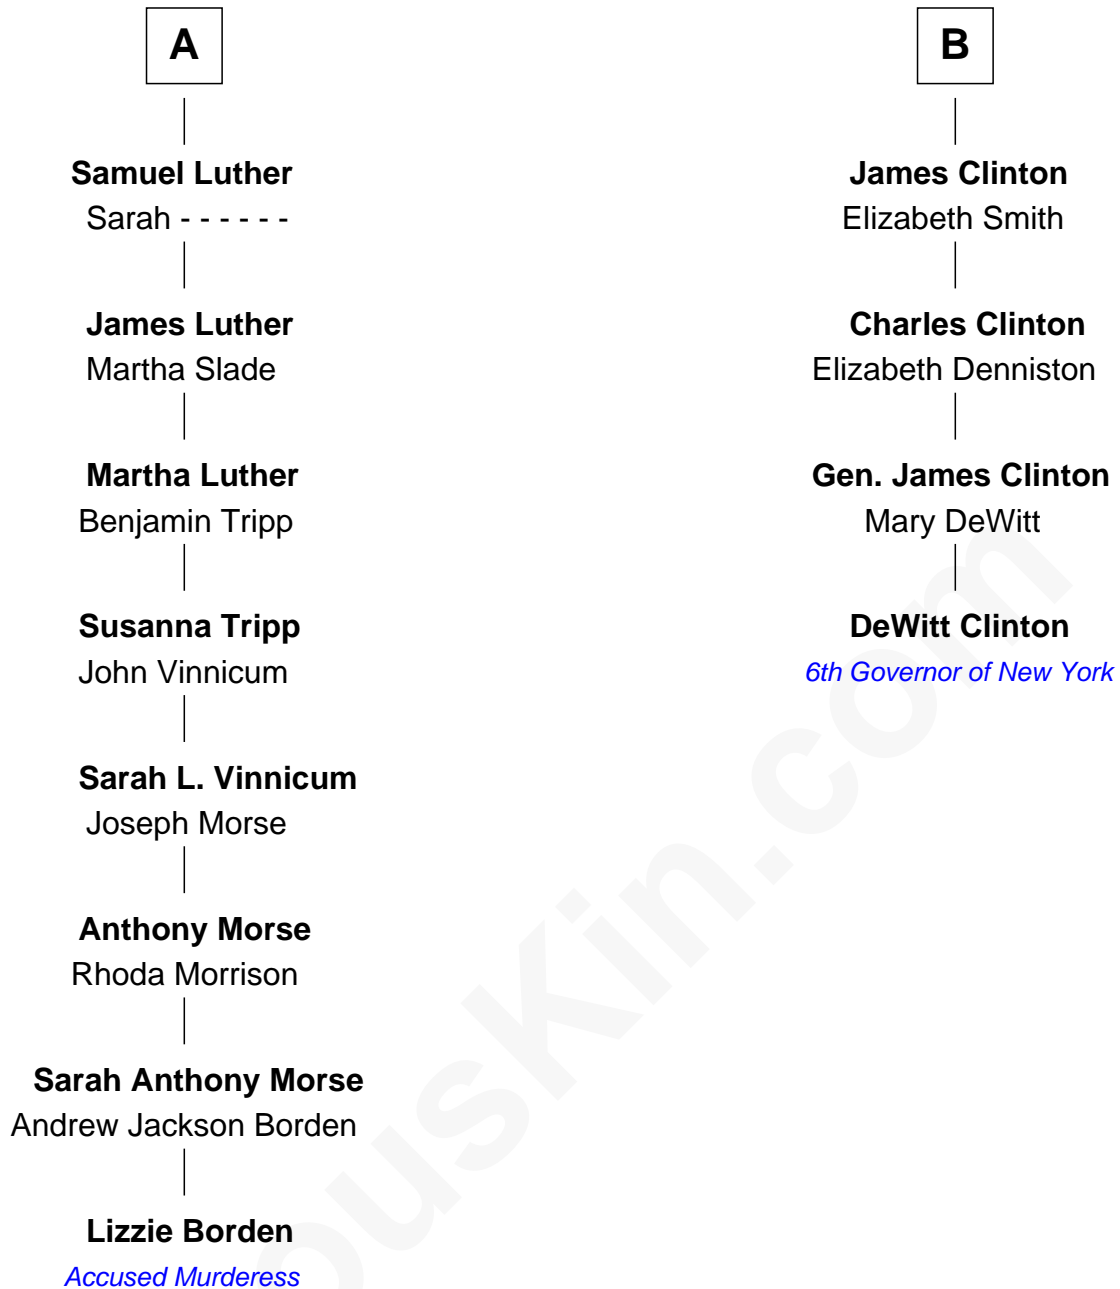 A
Samuel Luther
Sarah - - - - - -
James Luther
Martha Slade
Martha Luther
Benjamin Tripp
Susanna Tripp
John Vinnicum
Sarah L. Vinnicum
Joseph Morse
Anthony Morse
Rhoda Morrison
Sarah Anthony Morse
Andrew Jackson Borden
Lizzie Borden
Accused Murderess
B
James Clinton
Elizabeth Smith
Charles Clinton
Elizabeth Denniston
Gen. James Clinton
Mary DeWitt
DeWitt Clinton
6th Governor of New York
ousKin.com